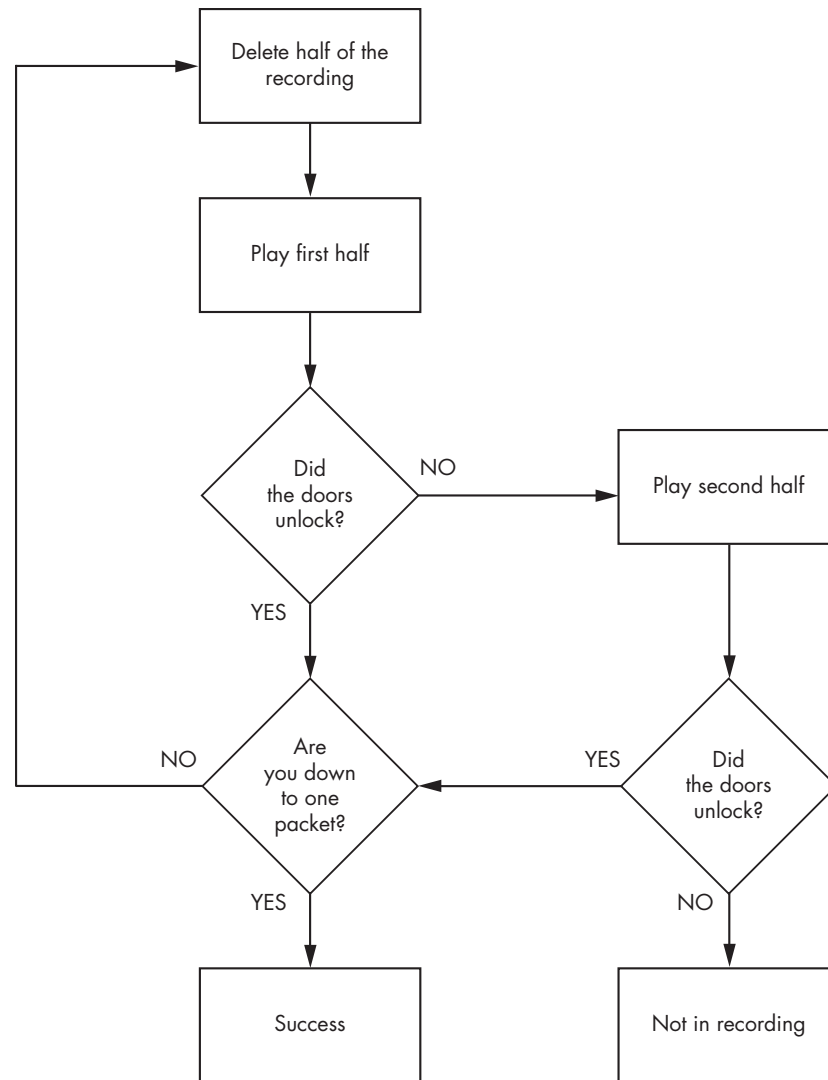 Delete half of the
recording
Play first half
Did
the doors
unlock?
NO
Play second half
YES
Are
you down
to one
packet?
NO
YES
Did
the doors
unlock?
YES
NO
Success
Not in recording